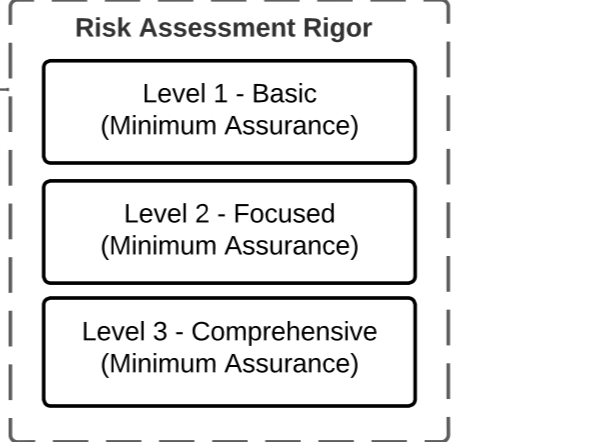 Risk Assessment Rigor
Level 1 - Basic
(Minimum Assurance)
Level 2 - Focused
(Minimum Assurance)
Level 3 - Comprehensive
(Minimum Assurance)